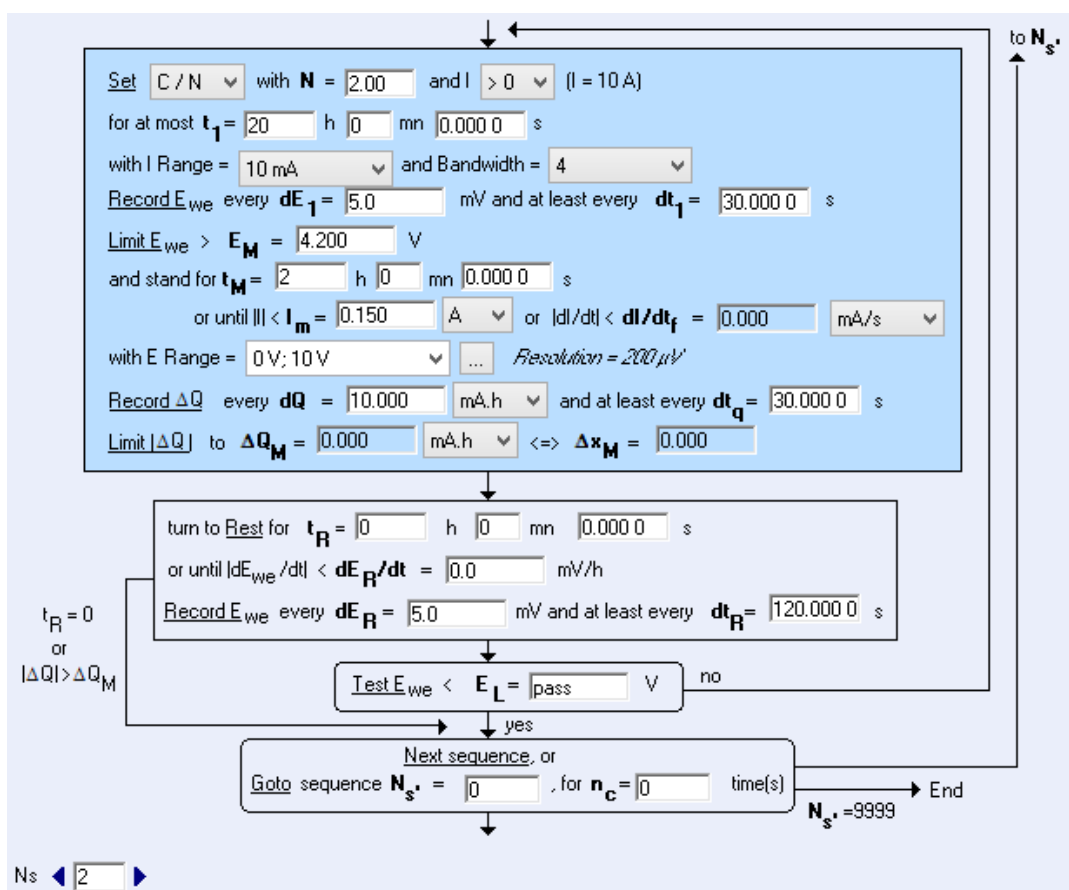 to Ns'
Set C / N with N = 2.00 and I > 0 (I = 10 A)
for at most t1 = 20 h 0 mn 0.000 0 s
with I Range = 10 mA and Bandwidth = 4
Record Ewe every dE1 = 5.0 mV and at least every dt1 = 30.000 0 s
Limit Ewe > EM = 4.200 V
and stand for tM = 2 h 0 mn 0.000 0 s
or until |I| < Im = 0.150 A or |dI/dt| < dI/dtf = 0.000 mA/s
with E Range = 0 V; 10 V ... Resolution = 200 µV
Record ΔQ every dQ = 10.000 mA.h and at least every dtq = 30.000 0 s
Limit |ΔQ| to ΔQM = 0.000 mA.h <=> ΔxM = 0.000
turn to Rest for tR = 0 h 0 mn 0.000 0 s
or until |dEwe/dt| < dER/dt = 0.0 mV/h
Record Ewe every dER = 5.0 mV and at least every dtR = 120.000 0 s
tR = 0
or
|ΔQ|>ΔQM
Test Ewe < EL = pass V
no
yes
Next sequence, or
Goto sequence Ns' = 0 , for nc = 0 time(s)
End
Ns' =9999
Ns 2